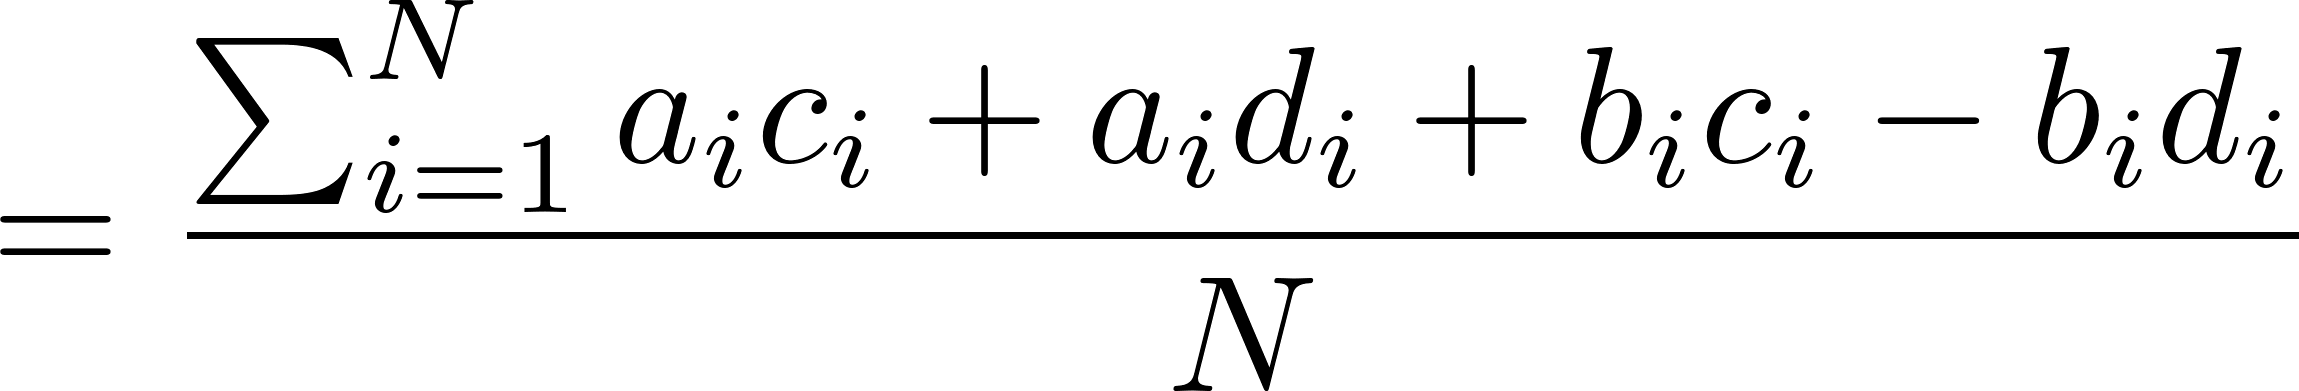 = \frac{\sum_{i=1}^{N} a_i c_i + a_i d_i + b_i c_i - b_i d_i}{N}